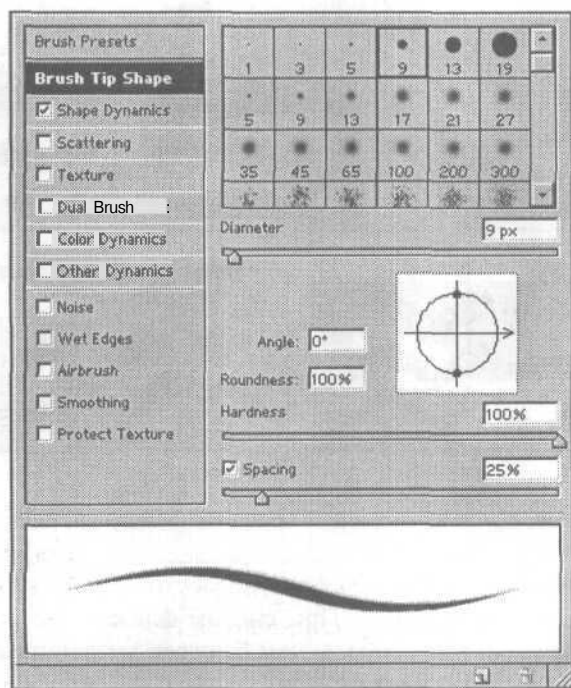 Brush Presets
Brush Tip Shape
Shape Dynamics
Scattering
Texture
Dual Brush :
Color Dynamics
Other Dynamics
Noise
Wet Edges
Airbrush
Smoothing
Protect Texture
1 3 5 9 13 19
5 9 13 17 21 27
35 45 65 100 200 300
Diameter 9 px
Angle: 0°
Roundness: 100%
Hardness 100%
Spacing 25%